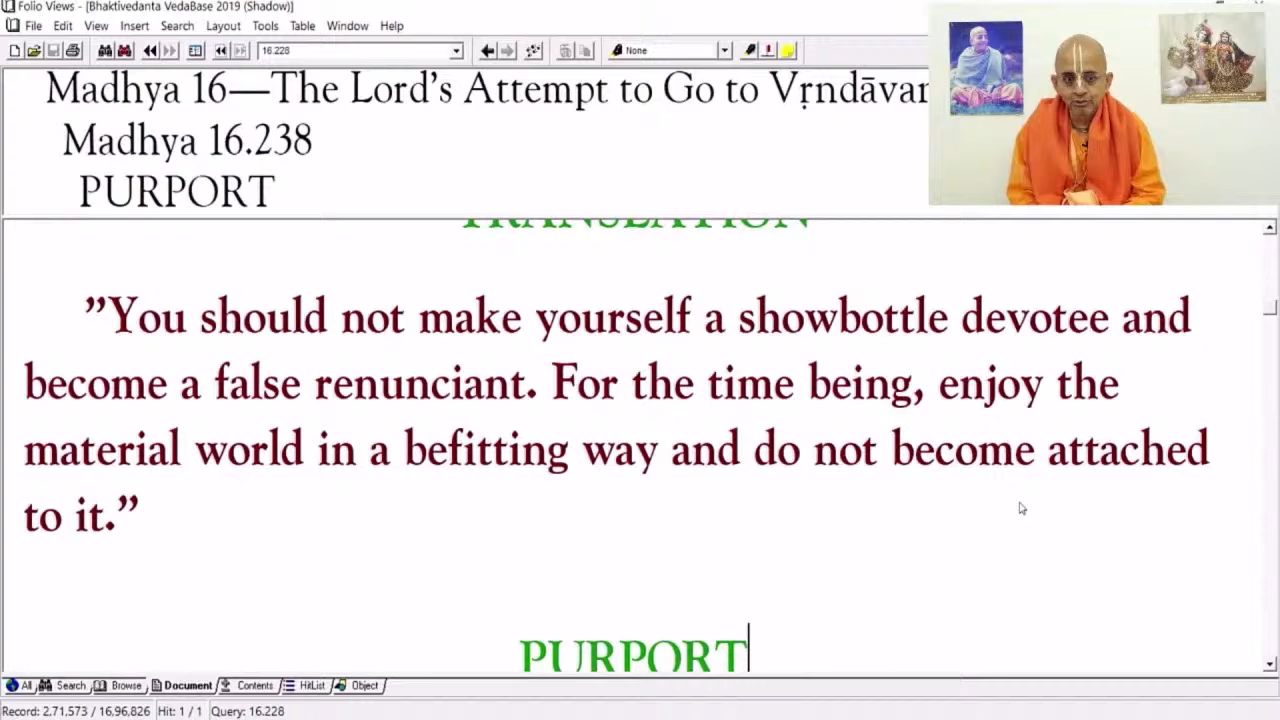 Folio Views - [Bhaktivedanta VedaBase 2019 (Shadow)]
File Edit View Insert Search Layout Tools Table Window Help
16.228 None
Madhya 16—The Lord's Attempt to Go to Vṛndāvan
Madhya 16.238
PURPORT
TRANSLATION
"You should not make yourself a showbottle devotee and
become a false renunciant. For the time being, enjoy the
material world in a befitting way and do not become attached
to it."
PURPORT
All Search Browse Document Contents HitList Object
Record: 2,71,573 / 16,96,826 Hit: 1 / 1 Query: 16.228